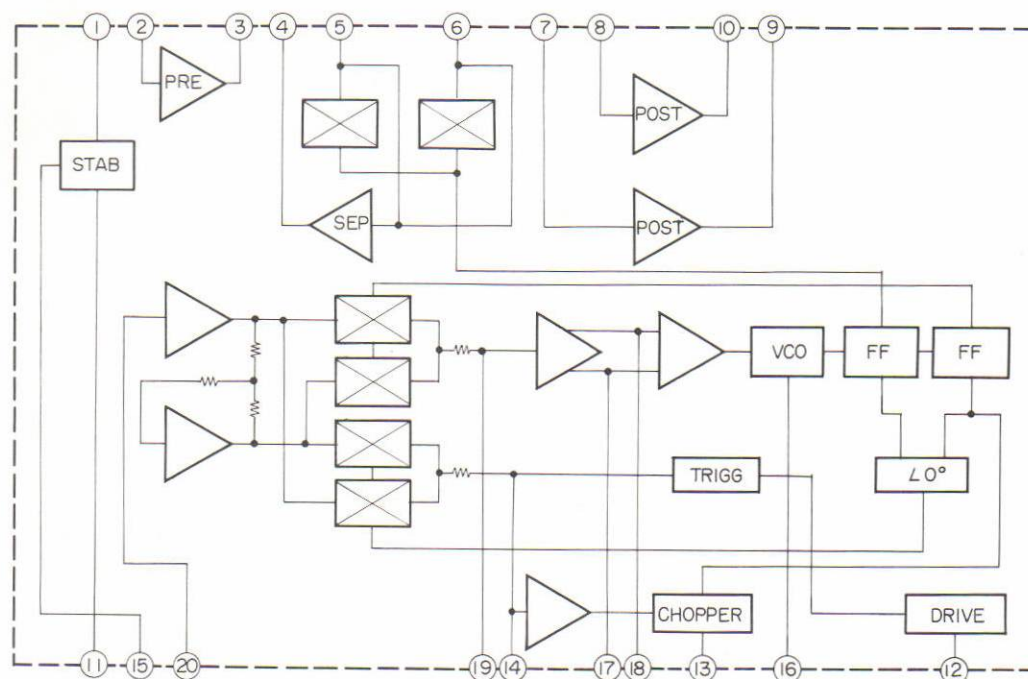 1 2 3 4 5 6 7 8 10 9
PRE
POST
STAB
SEP
POST
VCO FF FF
∠0°
TRIGG
CHOPPER
DRIVE
11 15 20 19 14 17 18 13 16 12